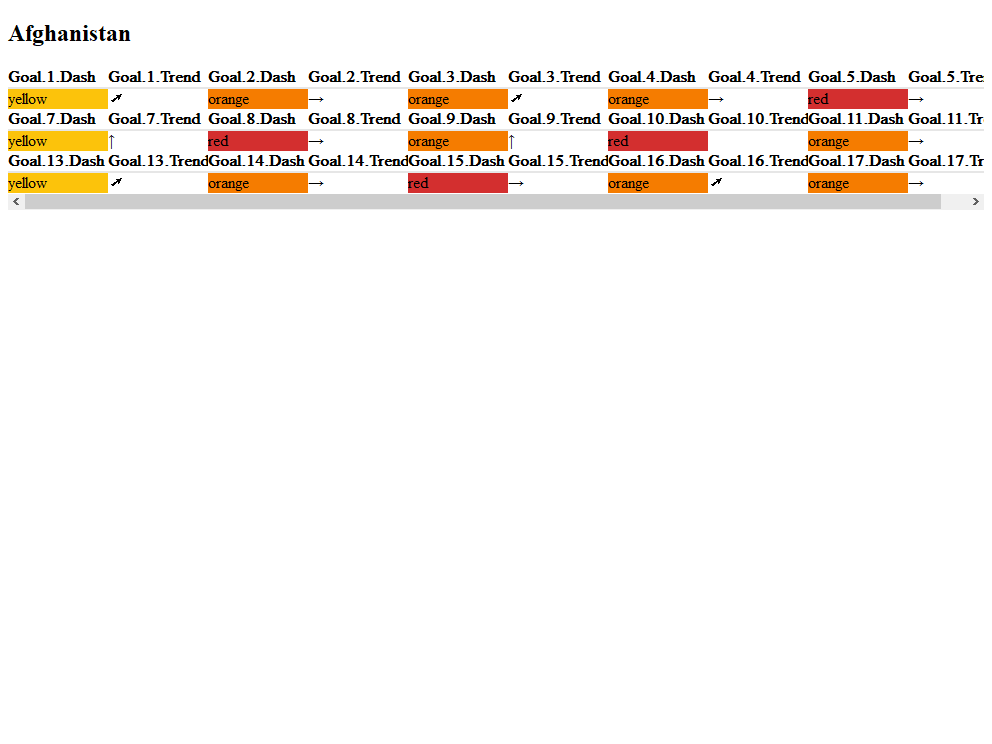 Afghanistan
Goal.1.Dash Goal.1.Trend Goal.2.Dash Goal.2.Trend Goal.3.Dash Goal.3.Trend Goal.4.Dash Goal.4.Trend Goal.5.Dash Goal.5.Tre
yellow ↗ orange → orange ↗ orange → red →
Goal.7.Dash Goal.7.Trend Goal.8.Dash Goal.8.Trend Goal.9.Dash Goal.9.Trend Goal.10.Dash Goal.10.Trend Goal.11.Dash Goal.11.Tr
yellow ↑ red → orange ↑ red orange →
Goal.13.Dash Goal.13.Trend Goal.14.Dash Goal.14.Trend Goal.15.Dash Goal.15.Trend Goal.16.Dash Goal.16.Trend Goal.17.Dash Goal.17.T
yellow ↗ orange → red → orange ↗ orange →